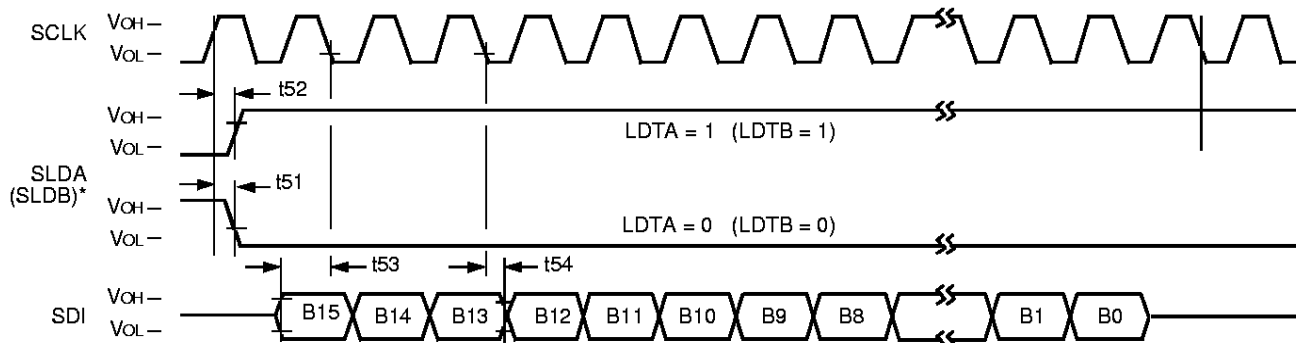 SCLK
VOH
VOL
t52
VOH
VOL
LDTA = 1 (LDTB = 1)
SLDA
(SLDB)*
t51
VOH
VOL
LDTA = 0 (LDTB = 0)
t53
t54
SDI
VOH
VOL
B15 B14 B13 B12 B11 B10 B9 B8 B1 B0